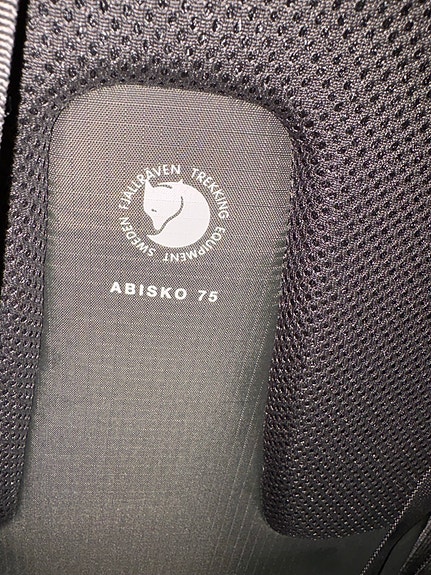 FJÄLLRÄVEN TREKKING EQUIPMENT SWEDEN
ABISKO 75